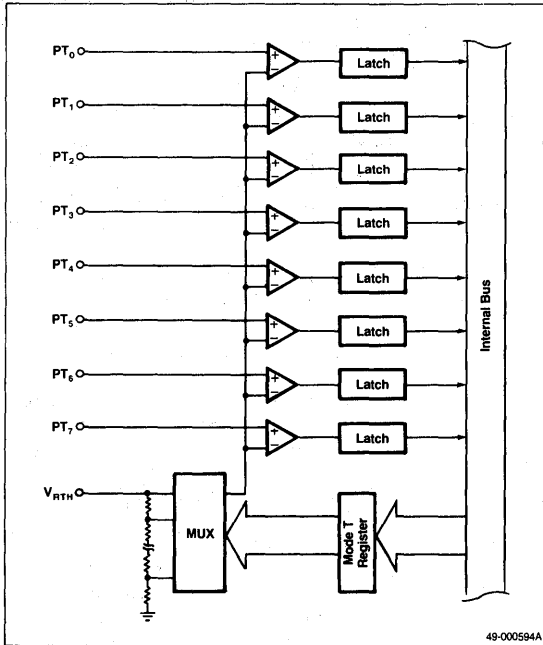 PT0
+
−
Latch
PT1
+
−
Latch
PT2
+
−
Latch
PT3
+
−
Latch
PT4
+
−
Latch
PT5
+
−
Latch
PT6
+
−
Latch
PT7
+
−
Latch
Internal Bus
VRTH
MUX
Mode T
Register
49-000594A